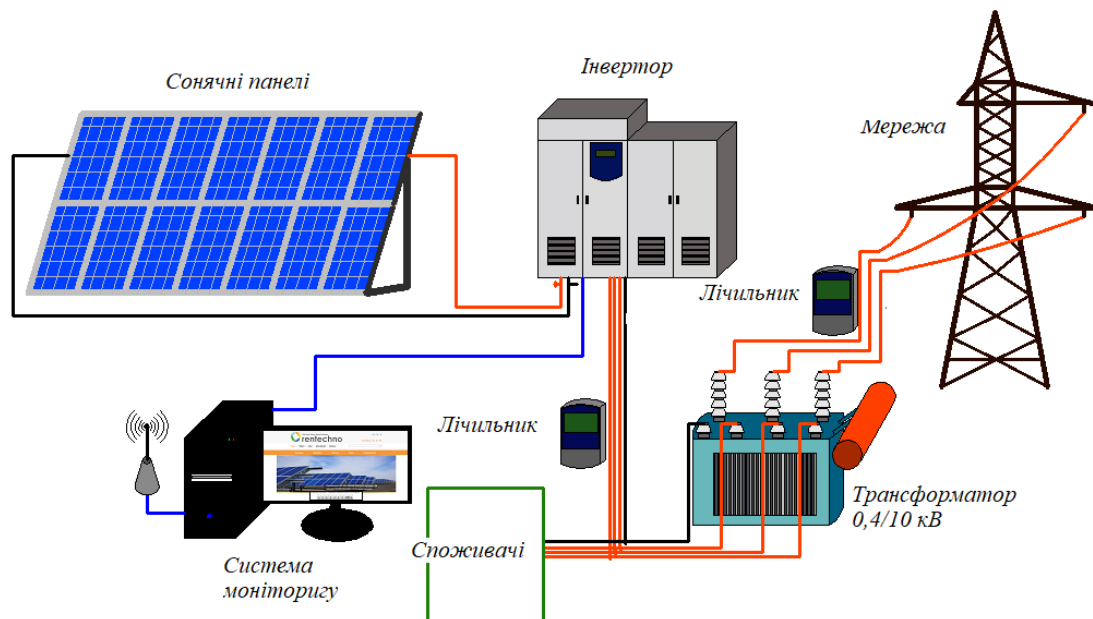 Сонячні панелі
Інвертор
Мережа
Лічильник
Лічильник
rentechno
Трансформатор
0,4/10 кВ
Споживачі
Система
моніторигу